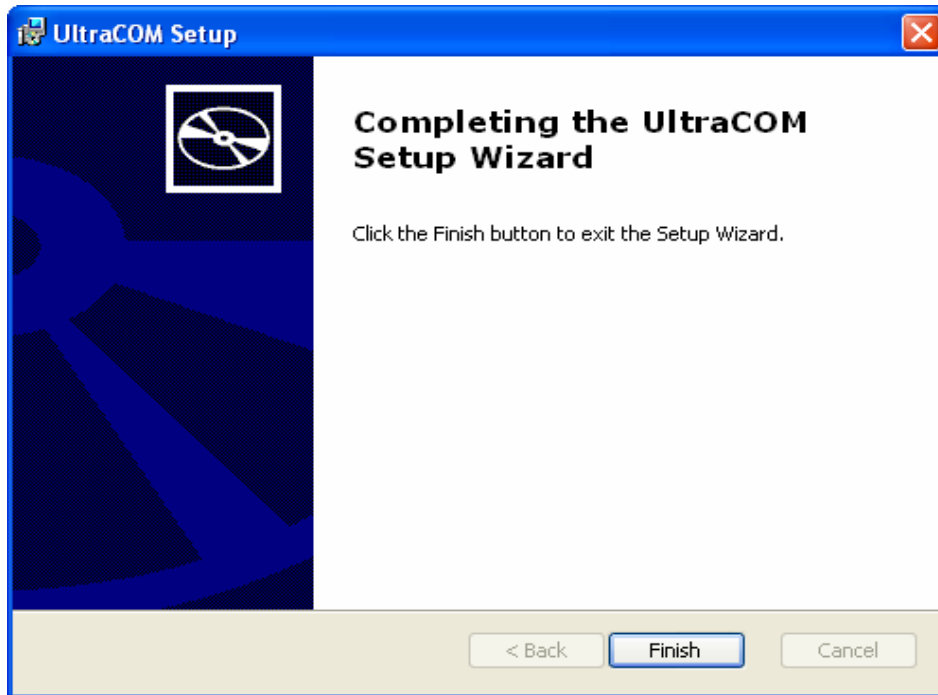 UltraCOM Setup
Completing the UltraCOM
Setup Wizard
Click the Finish button to exit the Setup Wizard.
< Back
Finish
Cancel